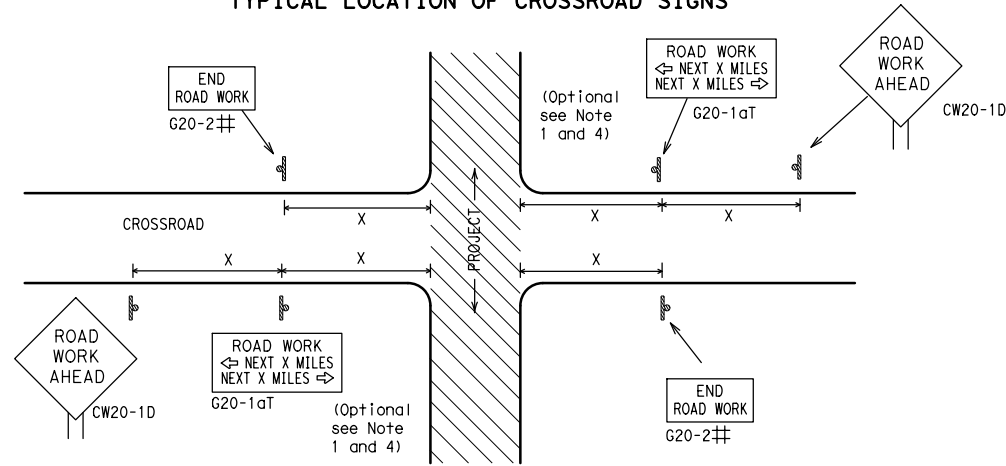 TYPICAL LOCATION OF CROSSROAD SIGNS
END
ROAD WORK
G20-2#
(Optional
see Note
1 and 4)
ROAD WORK
⇦ NEXT X MILES
NEXT X MILES ⇨
G20-1aT
ROAD
WORK
AHEAD
CW20-1D
X
X
X
CROSSROAD
PROJECT
X
X
X
ROAD
WORK
AHEAD
CW20-1D
ROAD WORK
⇦ NEXT X MILES
NEXT X MILES ⇨
G20-1aT
(Optional
see Note
1 and 4)
END
ROAD WORK
G20-2#